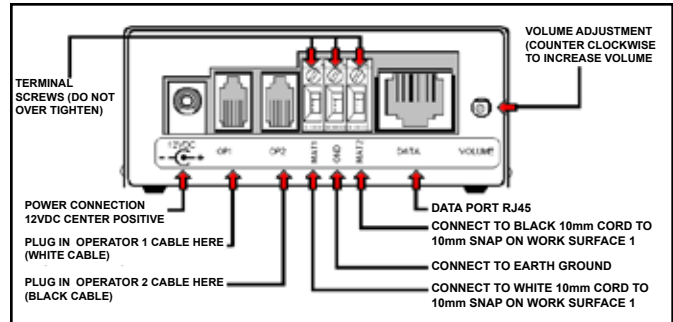 TERMINAL
SCREWS (DO NOT
OVER TIGHTEN)
VOLUME ADJUSTMENT
(COUNTER CLOCKWISE
TO INCREASE VOLUME
12VDC
- +
OP1
OP2
MAT1
GND
MAT2
DATA
VOLUME
POWER CONNECTION
12VDC CENTER POSITIVE
PLUG IN OPERATOR 1 CABLE HERE
(WHITE CABLE)
PLUG IN OPERATOR 2 CABLE HERE
(BLACK CABLE)
DATA PORT RJ45
CONNECT TO BLACK 10mm CORD TO
10mm SNAP ON WORK SURFACE 1
CONNECT TO EARTH GROUND
CONNECT TO WHITE 10mm CORD TO
10mm SNAP ON WORK SURFACE 1